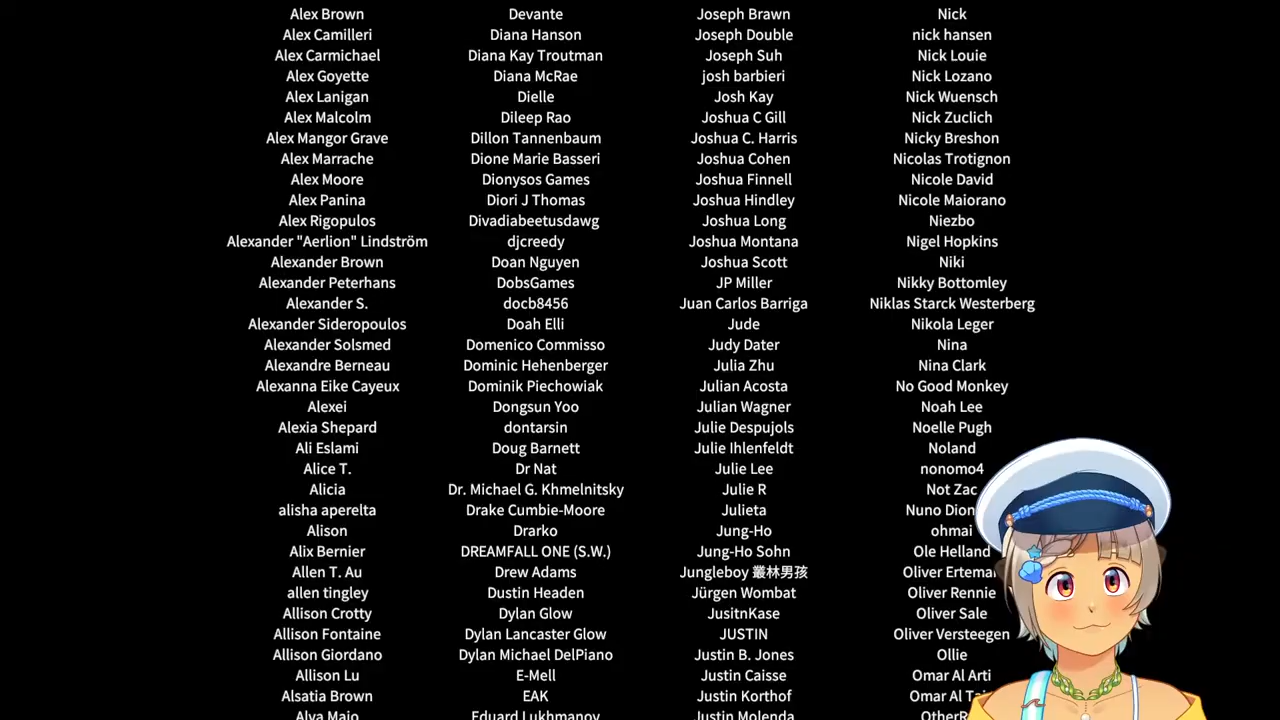 Alex Brown Devante Joseph Brawn Nick
Alex Camilleri Diana Hanson Joseph Double nick hansen
Alex Carmichael Diana Kay Troutman Joseph Suh Nick Louie
Alex Goyette Diana McRae josh barbieri Nick Lozano
Alex Lanigan Dielle Josh Kay Nick Wuensch
Alex Malcolm Dileep Rao Joshua C Gill Nick Zuclich
Alex Mangor Grave Dillon Tannenbaum Joshua C. Harris Nicky Breshon
Alex Marrache Dione Marie Basseri Joshua Cohen Nicolas Trotignon
Alex Moore Dionysos Games Joshua Finnell Nicole David
Alex Panina Diori J Thomas Joshua Hindley Nicole Maiorano
Alex Rigopulos Divadiabeetusdawg Joshua Long Niezbo
Alexander "Aerlion" Lindström djcreedy Joshua Montana Nigel Hopkins
Alexander Brown Doan Nguyen Joshua Scott Niki
Alexander Peterhans DobsGames JP Miller Nikky Bottomley
Alexander S. docb8456 Juan Carlos Barriga Niklas Starck Westerberg
Alexander Sideropoulos Doah Elli Jude Nikola Leger
Alexander Solsmed Domenico Commisso Judy Dater Nina
Alexandre Berneau Dominic Hehenberger Julia Zhu Nina Clark
Alexanna Eike Cayeux Dominik Piechowiak Julian Acosta No Good Monkey
Alexei Dongsun Yoo Julian Wagner Noah Lee
Alexia Shepard dontarsin Julie Despujols Noelle Pugh
Ali Eslami Doug Barnett Julie Ihlenfeldt Noland
Alice T. Dr Nat Julie Lee nonomo4
Alicia Dr. Michael G. Khmelnitsky Julie R Not Zac
alisha aperelta Drake Cumbie-Moore Julieta Nuno
Alison Drarko Jung-Ho ohmai
Alix Bernier DREAMFALL ONE (S.W.) Jung-Ho Sohn Ole Helland
Allen T. Au Drew Adams Jungleboy 叢林男孩 Oliver
allen tingley Dustin Headen Jürgen Wombat Oliver Rennie
Allison Crotty Dylan Glow JusitnKase Oliver Sale
Allison Fontaine Dylan Lancaster Glow JUSTIN Oliver Versteegen
Allison Giordano Dylan Michael DelPiano Justin B. Jones Ollie
Allison Lu E-Mell Justin Caisse Omar Al Arti
Alsatia Brown EAK Justin Korthof Omar Al
Alya Maio Eduard Lukhmanov Justin Molenda